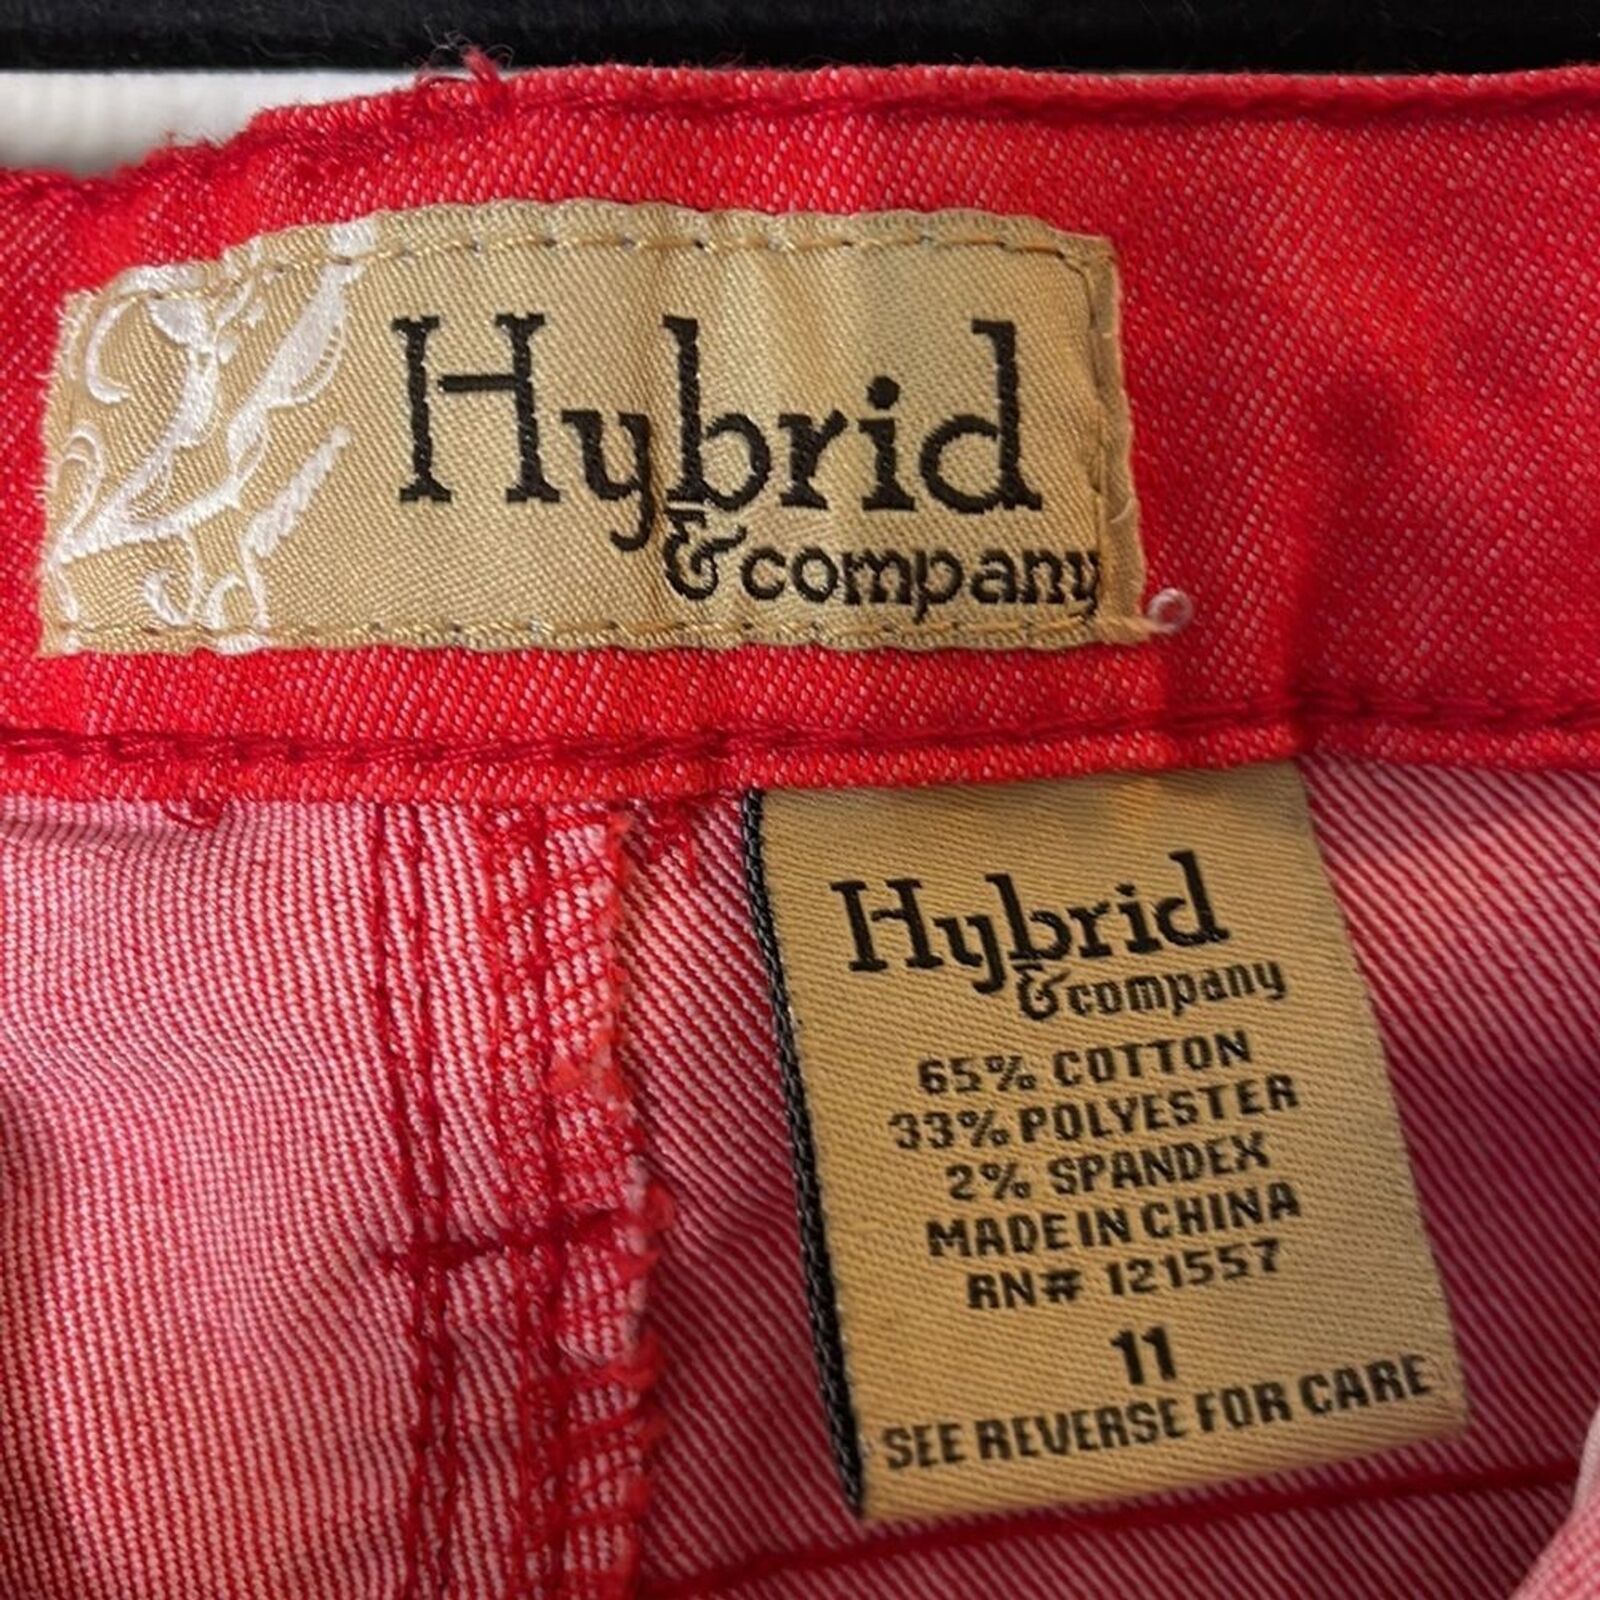 Hybrid
& company
Hybrid
& company
65% COTTON
33% POLYESTER
2% SPANDEX
MADE IN CHINA
RN# 121557
11
SEE REVERSE FOR CARE